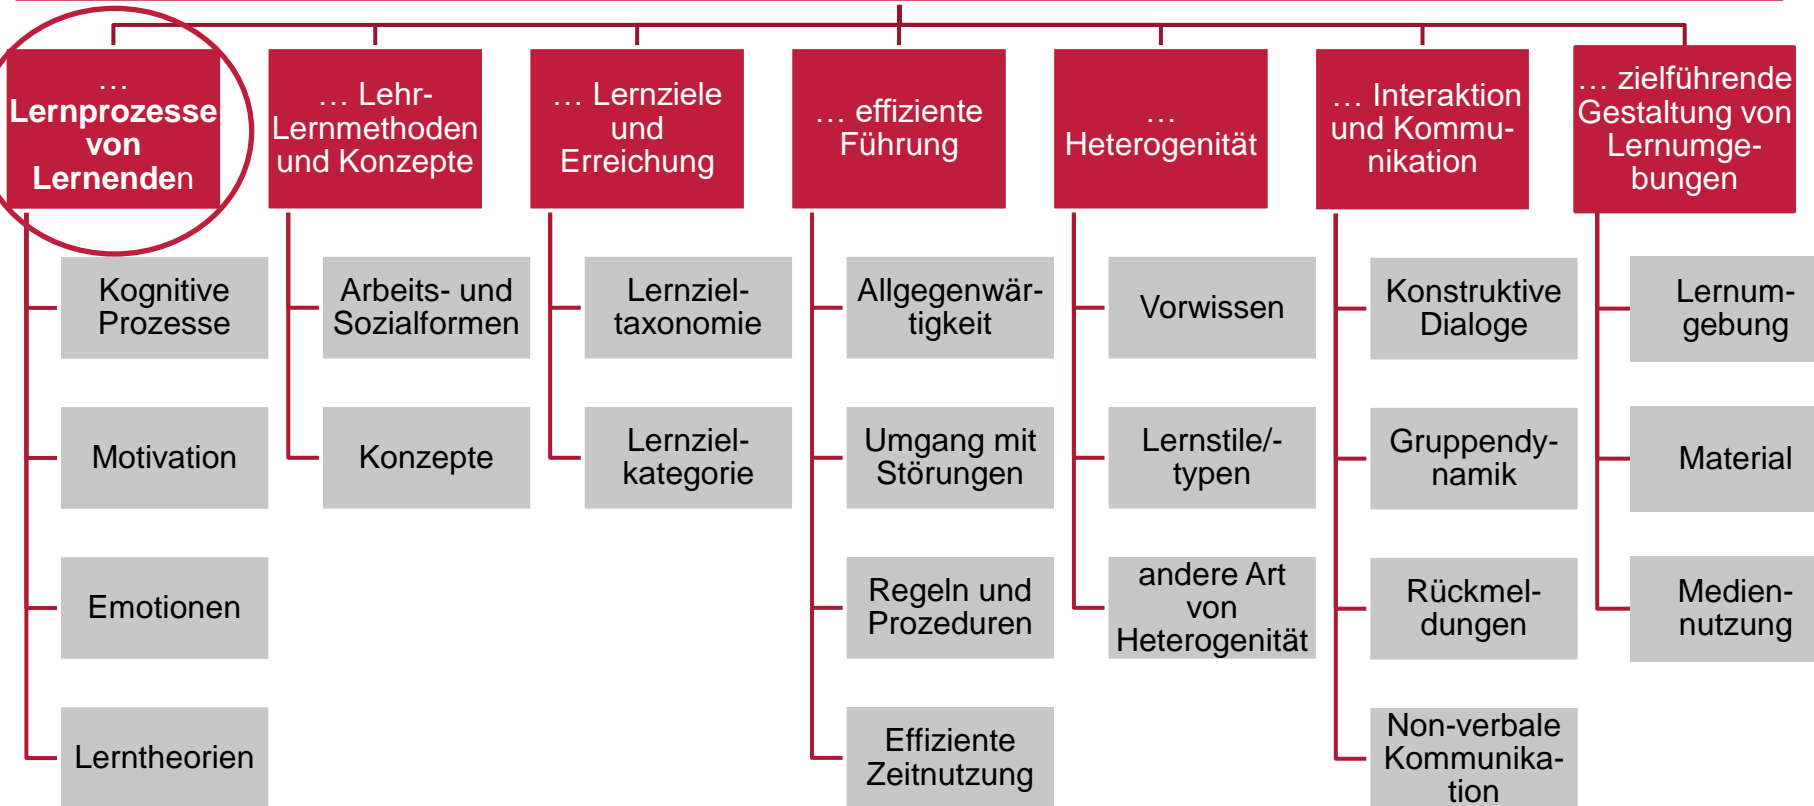 …
Lernprozesse
von
Lernenden
… Lehr-
Lernmethoden
und Konzepte
… Lernziele
und
Erreichung
… effiziente
Führung
…
Heterogenität
… Interaktion
und Kommu-
nikation
… zielführende
Gestaltung von
Lernumge-
bungen
Kognitive
Prozesse
Motivation
Emotionen
Lerntheorien
Arbeits- und
Sozialformen
Konzepte
Lernziel-
taxonomie
Lernziel-
kategorie
Allgegenwär-
tigkeit
Umgang mit
Störungen
Regeln und
Prozeduren
Effiziente
Zeitnutzung
Vorwissen
Lernstile/-
typen
andere Art
von
Heterogenität
Konstruktive
Dialoge
Gruppendy-
namik
Rückmel-
dungen
Non-verbale
Kommunika-
tion
Lernum-
gebung
Material
Medien-
nutzung